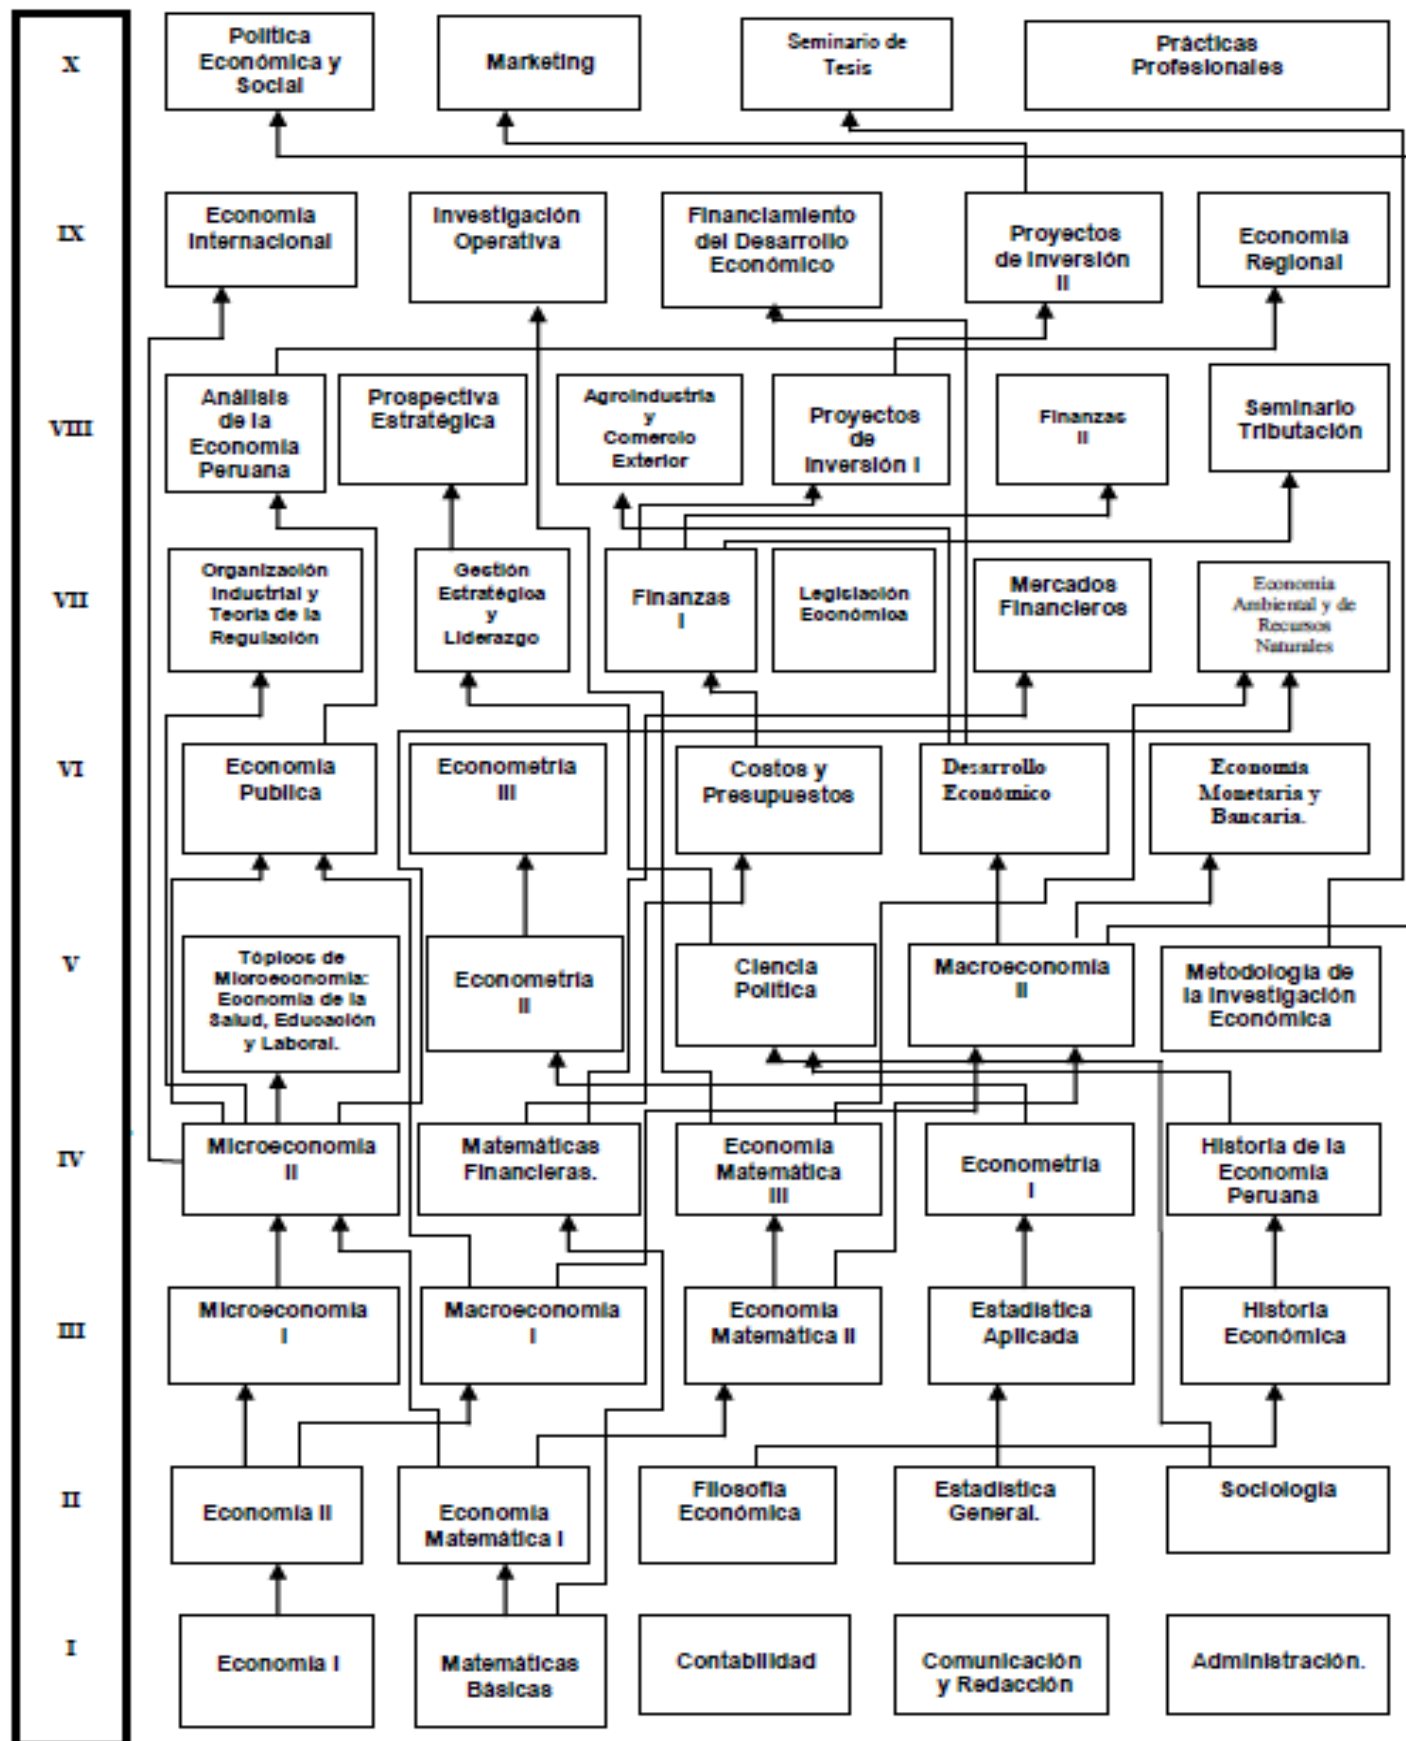 X
Política
Económica y
Social
Marketing
Seminario de
Tesis
Prácticas
Profesionales
IX
Economía
Internacional
Investigación
Operativa
Financiamiento
del Desarrollo
Económico
Proyectos
de Inversión
II
Economía
Regional
VIII
Análisis
de la
Economía
Peruana
Prospectiva
Estratégica
Agroindustria
y
Comercio
Exterior
Proyectos
de
Inversión I
Finanzas
II
Seminario
Tributación
VII
Organización
Industrial y
Teoría de la
Regulación
Gestión
Estratégica
y
Liderazgo
Finanzas
I
Legislación
Económica
Mercados
Financieros
Economía
Ambiental y de
Recursos
Naturales
VI
Economía
Publica
Econometría
III
Costos y
Presupuestos
Desarrollo
Económico
Economía
Monetaria y
Bancaria.
V
Tópicos de
Microeconomía:
Economía de la
Salud, Educación
y Laboral.
Econometría
II
Ciencia
Política
Macroeconomía
II
Metodología de
la Investigación
Económica
IV
Microeconomía
II
Matemáticas
Financieras.
Economía
Matemática
III
Econometría
I
Historia de la
Economía
Peruana
III
Microeconomía
I
Macroeconomía
I
Economía
Matemática II
Estadística
Aplicada
Historia
Económica
II
Economía II
Economía
Matemática I
Filosofía
Económica
Estadística
General.
Sociología
I
Economía I
Matemáticas
Básicas
Contabilidad
Comunicación
y Redacción
Administración.